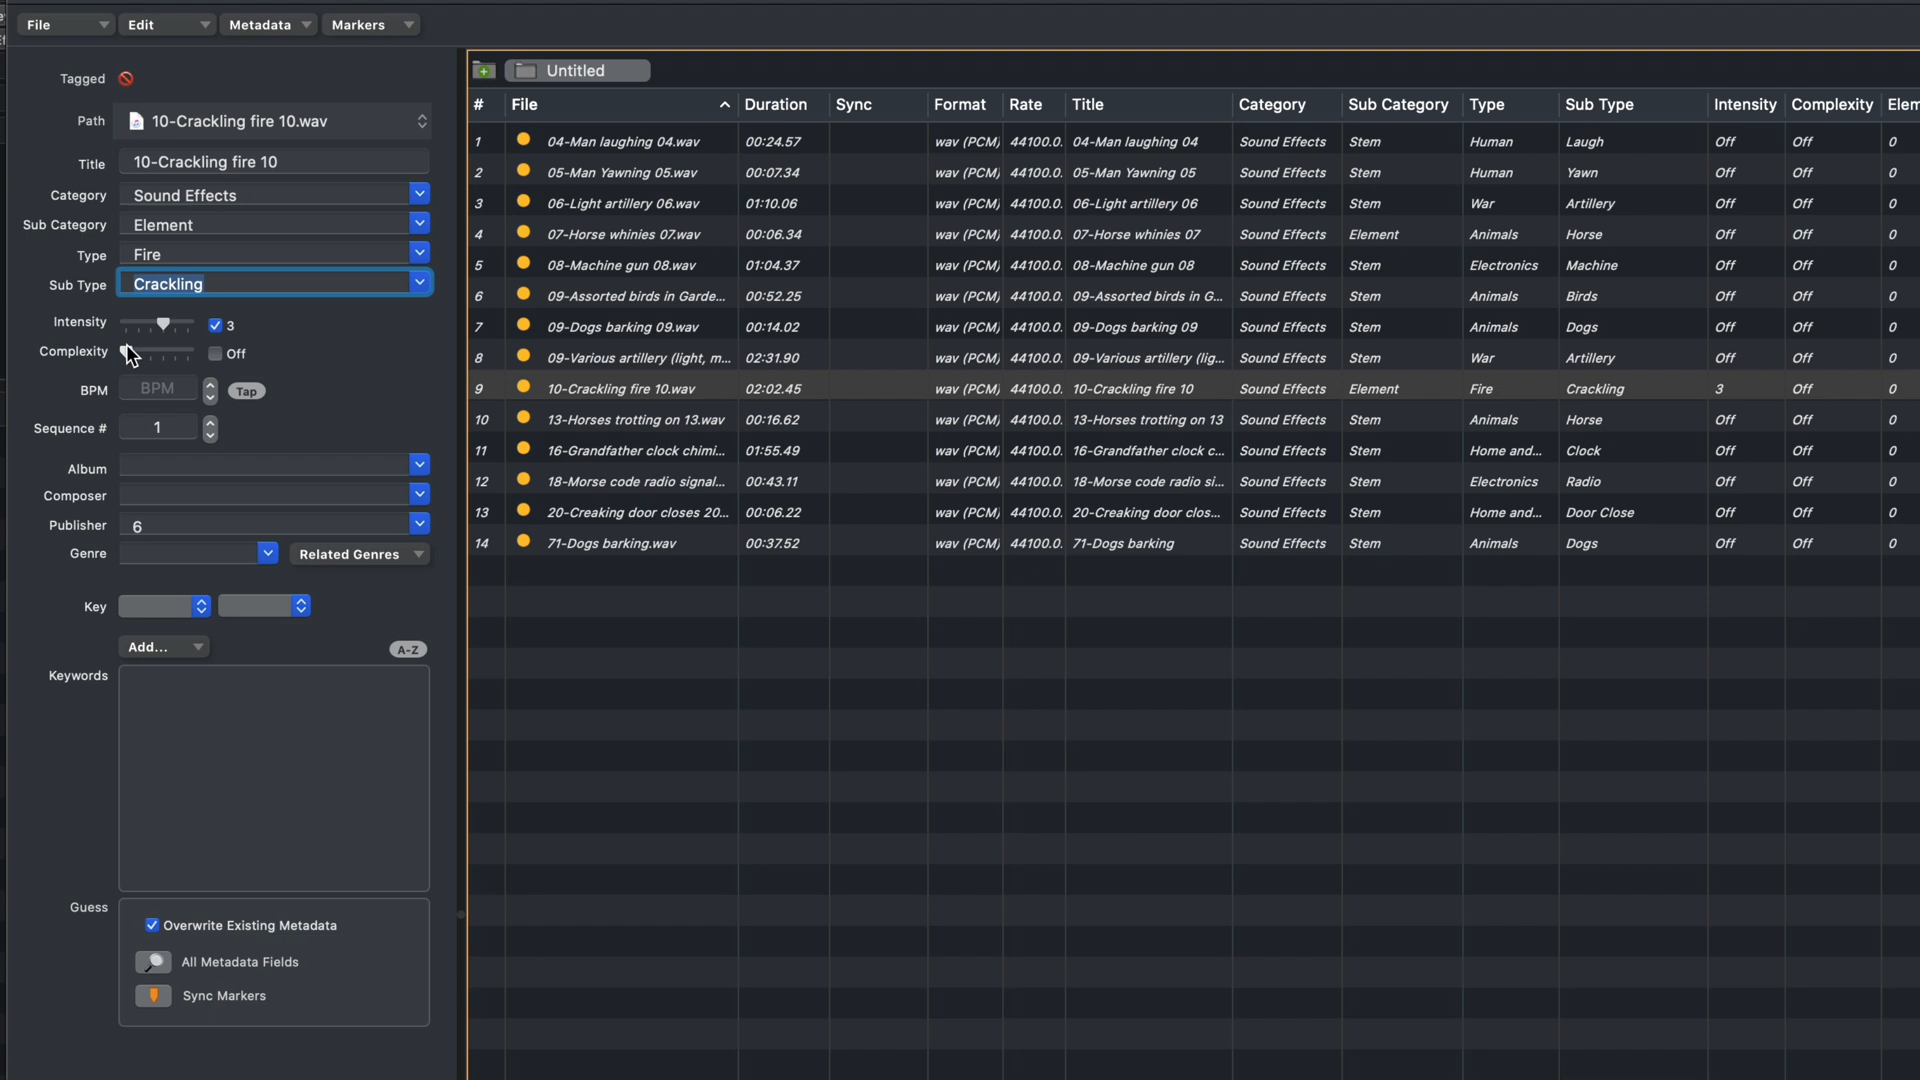 File Edit Metadata Markers
Tagged
Path 10-Crackling fire 10.wav
Title 10-Crackling fire 10
Category Sound Effects
Sub Category Element
Type Fire
Sub Type Crackling
Intensity 3
Complexity Off
BPM BPM Tap
Sequence # 1
Album
Composer
Publisher 6
Genre Related Genres
Key
Add... A-Z
Keywords
Guess
Overwrite Existing Metadata
All Metadata Fields
Sync Markers
Untitled
# File Duration Sync Format Rate Title Category Sub Category Type Sub Type Intensity Complexity Elem
1 04-Man laughing 04.wav 00:24.57 wav (PCM) 44100.0. 04-Man laughing 04 Sound Effects Stem Human Laugh Off Off 0
2 05-Man Yawning 05.wav 00:07.34 wav (PCM) 44100.0. 05-Man Yawning 05 Sound Effects Stem Human Yawn Off Off 0
3 06-Light artillery 06.wav 01:10.06 wav (PCM) 44100.0. 06-Light artillery 06 Sound Effects Stem War Artillery Off Off 0
4 07-Horse whinies 07.wav 00:06.34 wav (PCM) 44100.0. 07-Horse whinies 07 Sound Effects Element Animals Horse Off Off 0
5 08-Machine gun 08.wav 01:04.37 wav (PCM) 44100.0. 08-Machine gun 08 Sound Effects Stem Electronics Machine Off Off 0
6 09-Assorted birds in Garde... 00:52.25 wav (PCM) 44100.0. 09-Assorted birds in G... Sound Effects Stem Animals Birds Off Off 0
7 09-Dogs barking 09.wav 00:14.02 wav (PCM) 44100.0. 09-Dogs barking 09 Sound Effects Stem Animals Dogs Off Off 0
8 09-Various artillery (light, m... 02:31.90 wav (PCM) 44100.0. 09-Various artillery (lig... Sound Effects Stem War Artillery Off Off 0
9 10-Crackling fire 10.wav 02:02.45 wav (PCM) 44100.0. 10-Crackling fire 10 Sound Effects Element Fire Crackling 3 Off 0
10 13-Horses trotting on 13.wav 00:16.62 wav (PCM) 44100.0. 13-Horses trotting on 13 Sound Effects Stem Animals Horse Off Off 0
11 16-Grandfather clock chimi... 01:55.49 wav (PCM) 44100.0. 16-Grandfather clock c... Sound Effects Stem Home and... Clock Off Off 0
12 18-Morse code radio signal... 00:43.11 wav (PCM) 44100.0. 18-Morse code radio si... Sound Effects Stem Electronics Radio Off Off 0
13 20-Creaking door closes 20... 00:06.22 wav (PCM) 44100.0. 20-Creaking door clos... Sound Effects Stem Home and... Door Close Off Off 0
14 71-Dogs barking.wav 00:37.52 wav (PCM) 44100.0. 71-Dogs barking Sound Effects Stem Animals Dogs Off Off 0